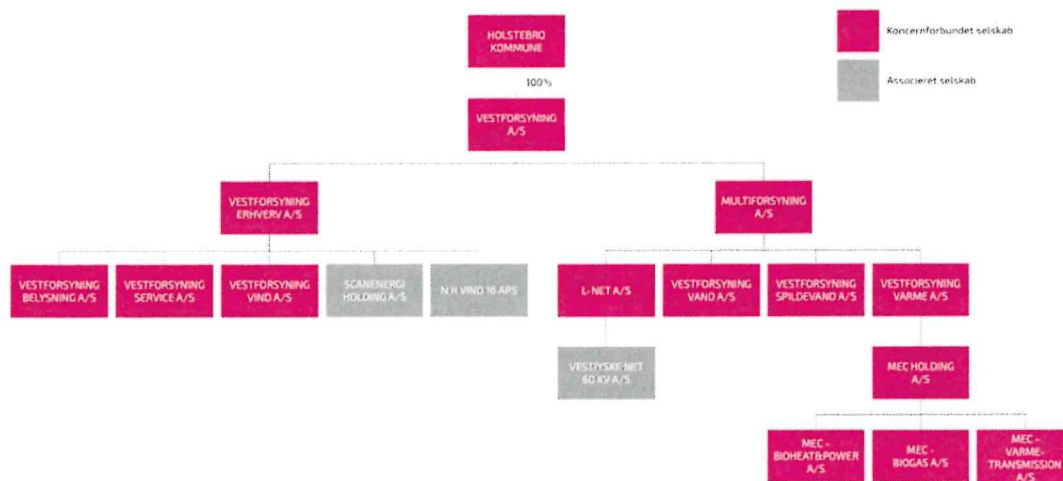 HOLSTEBRO
KOMMUNE
Koncernforbundet selskab
Associeret selskab
100%
VESTFORSYNING
A/S
VESTFORSYNING
ERHVERV A/S
MULTIFORSYNING
A/S
VESTFORSYNING
BELYSNING A/S
VESTFORSYNING
SERVICE A/S
VESTFORSYNING
VIND A/S
SCANENERGI
HOLDING A/S
N.H VIND 16 APS
L-NET A/S
VESTFORSYNING
VAND A/S
VESTFORSYNING
SPILDEVAND A/S
VESTFORSYNING
VARME A/S
VESTJYSKE NET
60 KV A/S
MEC HOLDING
A/S
MEC -
BIOHEAT&POWER
A/S
MEC -
BIOGAS A/S
MEC -
VARME-
TRANSMISSION
A/S